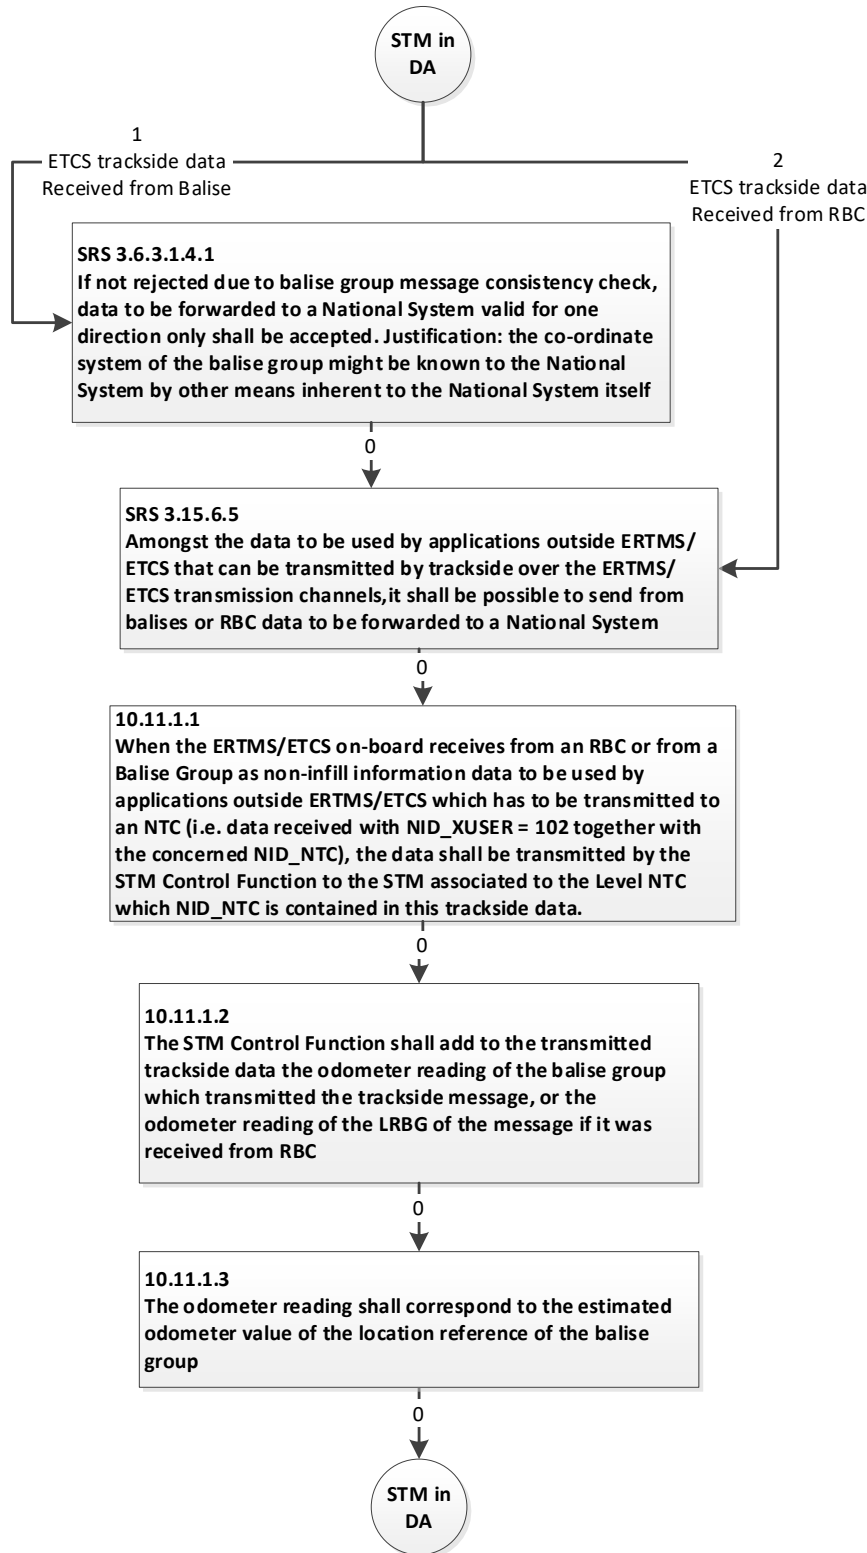 STM in
DA
1
ETCS trackside data
Received from Balise
2
ETCS trackside data
Received from RBC
SRS 3.6.3.1.4.1
If not rejected due to balise group message consistency check,
data to be forwarded to a National System valid for one
direction only shall be accepted. Justification: the co-ordinate
system of the balise group might be known to the National
System by other means inherent to the National System itself
0
SRS 3.15.6.5
Amongst the data to be used by applications outside ERTMS/
ETCS that can be transmitted by trackside over the ERTMS/
ETCS transmission channels,it shall be possible to send from
balises or RBC data to be forwarded to a National System
0
10.11.1.1
When the ERTMS/ETCS on-board receives from an RBC or from a
Balise Group as non-infill information data to be used by
applications outside ERTMS/ETCS which has to be transmitted to
an NTC (i.e. data received with NID_XUSER = 102 together with
the concerned NID_NTC), the data shall be transmitted by the
STM Control Function to the STM associated to the Level NTC
which NID_NTC is contained in this trackside data.
0
10.11.1.2
The STM Control Function shall add to the transmitted
trackside data the odometer reading of the balise group
which transmitted the trackside message, or the
odometer reading of the LRBG of the message if it was
received from RBC
0
10.11.1.3
The odometer reading shall correspond to the estimated
odometer value of the location reference of the balise
group
0
STM in
DA